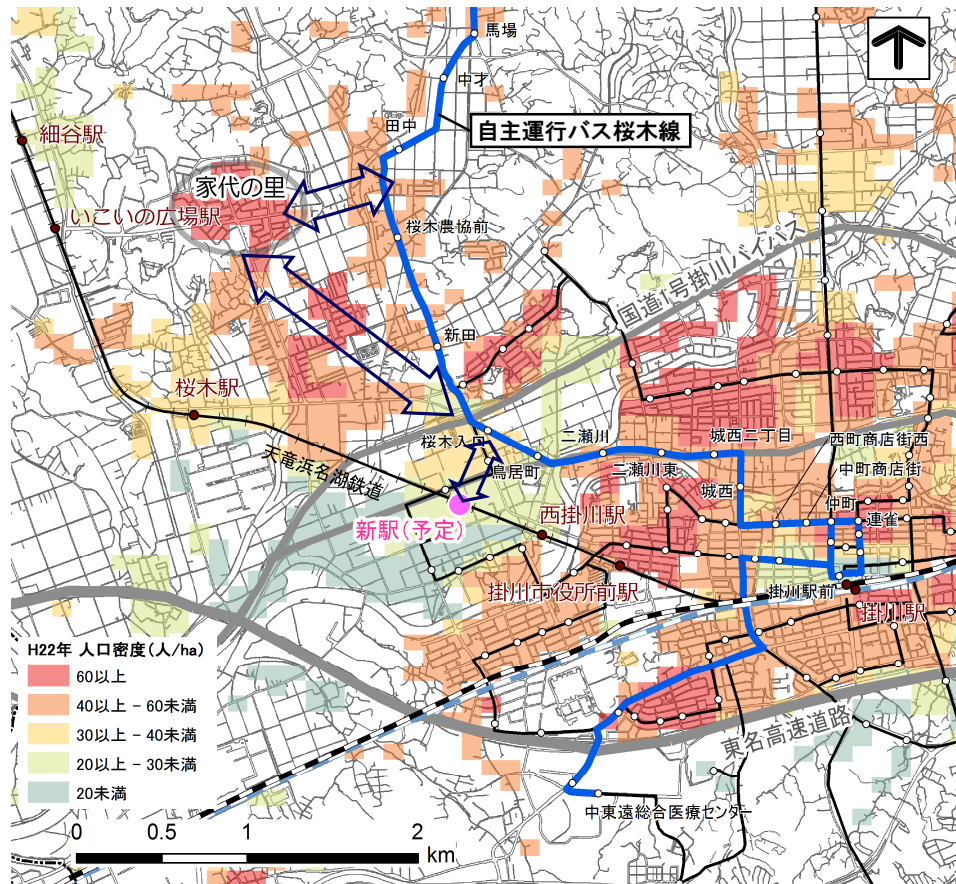 馬場
中才
田中
自主運行バス桜木線
細谷駅
家代の里
いこいの広場駅
桜木農協前
国道1号掛川バイパス
新田
桜木駅
桜木入口
二瀬川
城西二丁目
西町商店街西
天竜浜名湖鉄道
鳥居町
二瀬川東
中町商店街
城西
仲町
新駅(予定)
西掛川駅
連雀
掛川市役所前駅
掛川駅前
掛川駅
H22年 人口密度(人/ha)
60以上
40以上 - 60未満
30以上 - 40未満
20以上 - 30未満
20未満
東名高速道路
中東遠総合医療センター
0 0.5 1 2
km